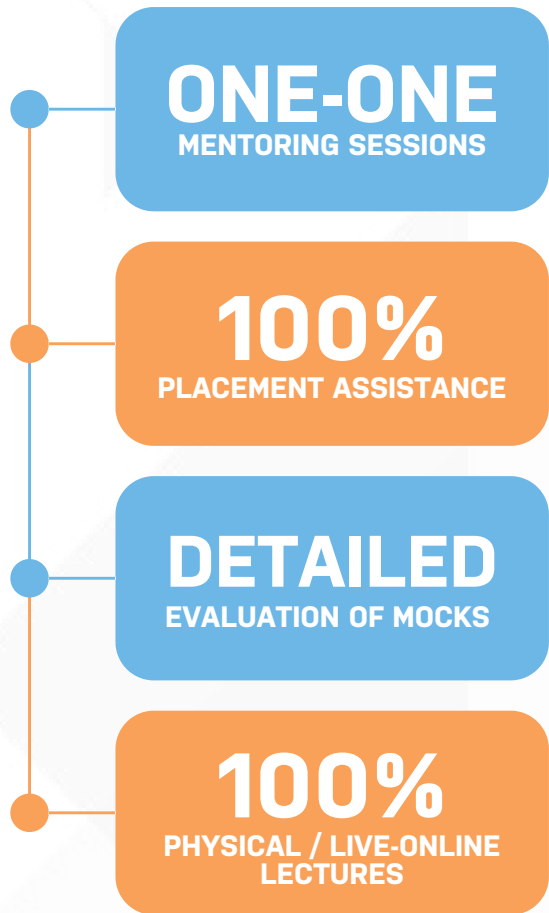 ONE-ONE
MENTORING SESSIONS
100%
PLACEMENT ASSISTANCE
DETAILED
EVALUATION OF MOCKS
100%
PHYSICAL / LIVE-ONLINE
LECTURES